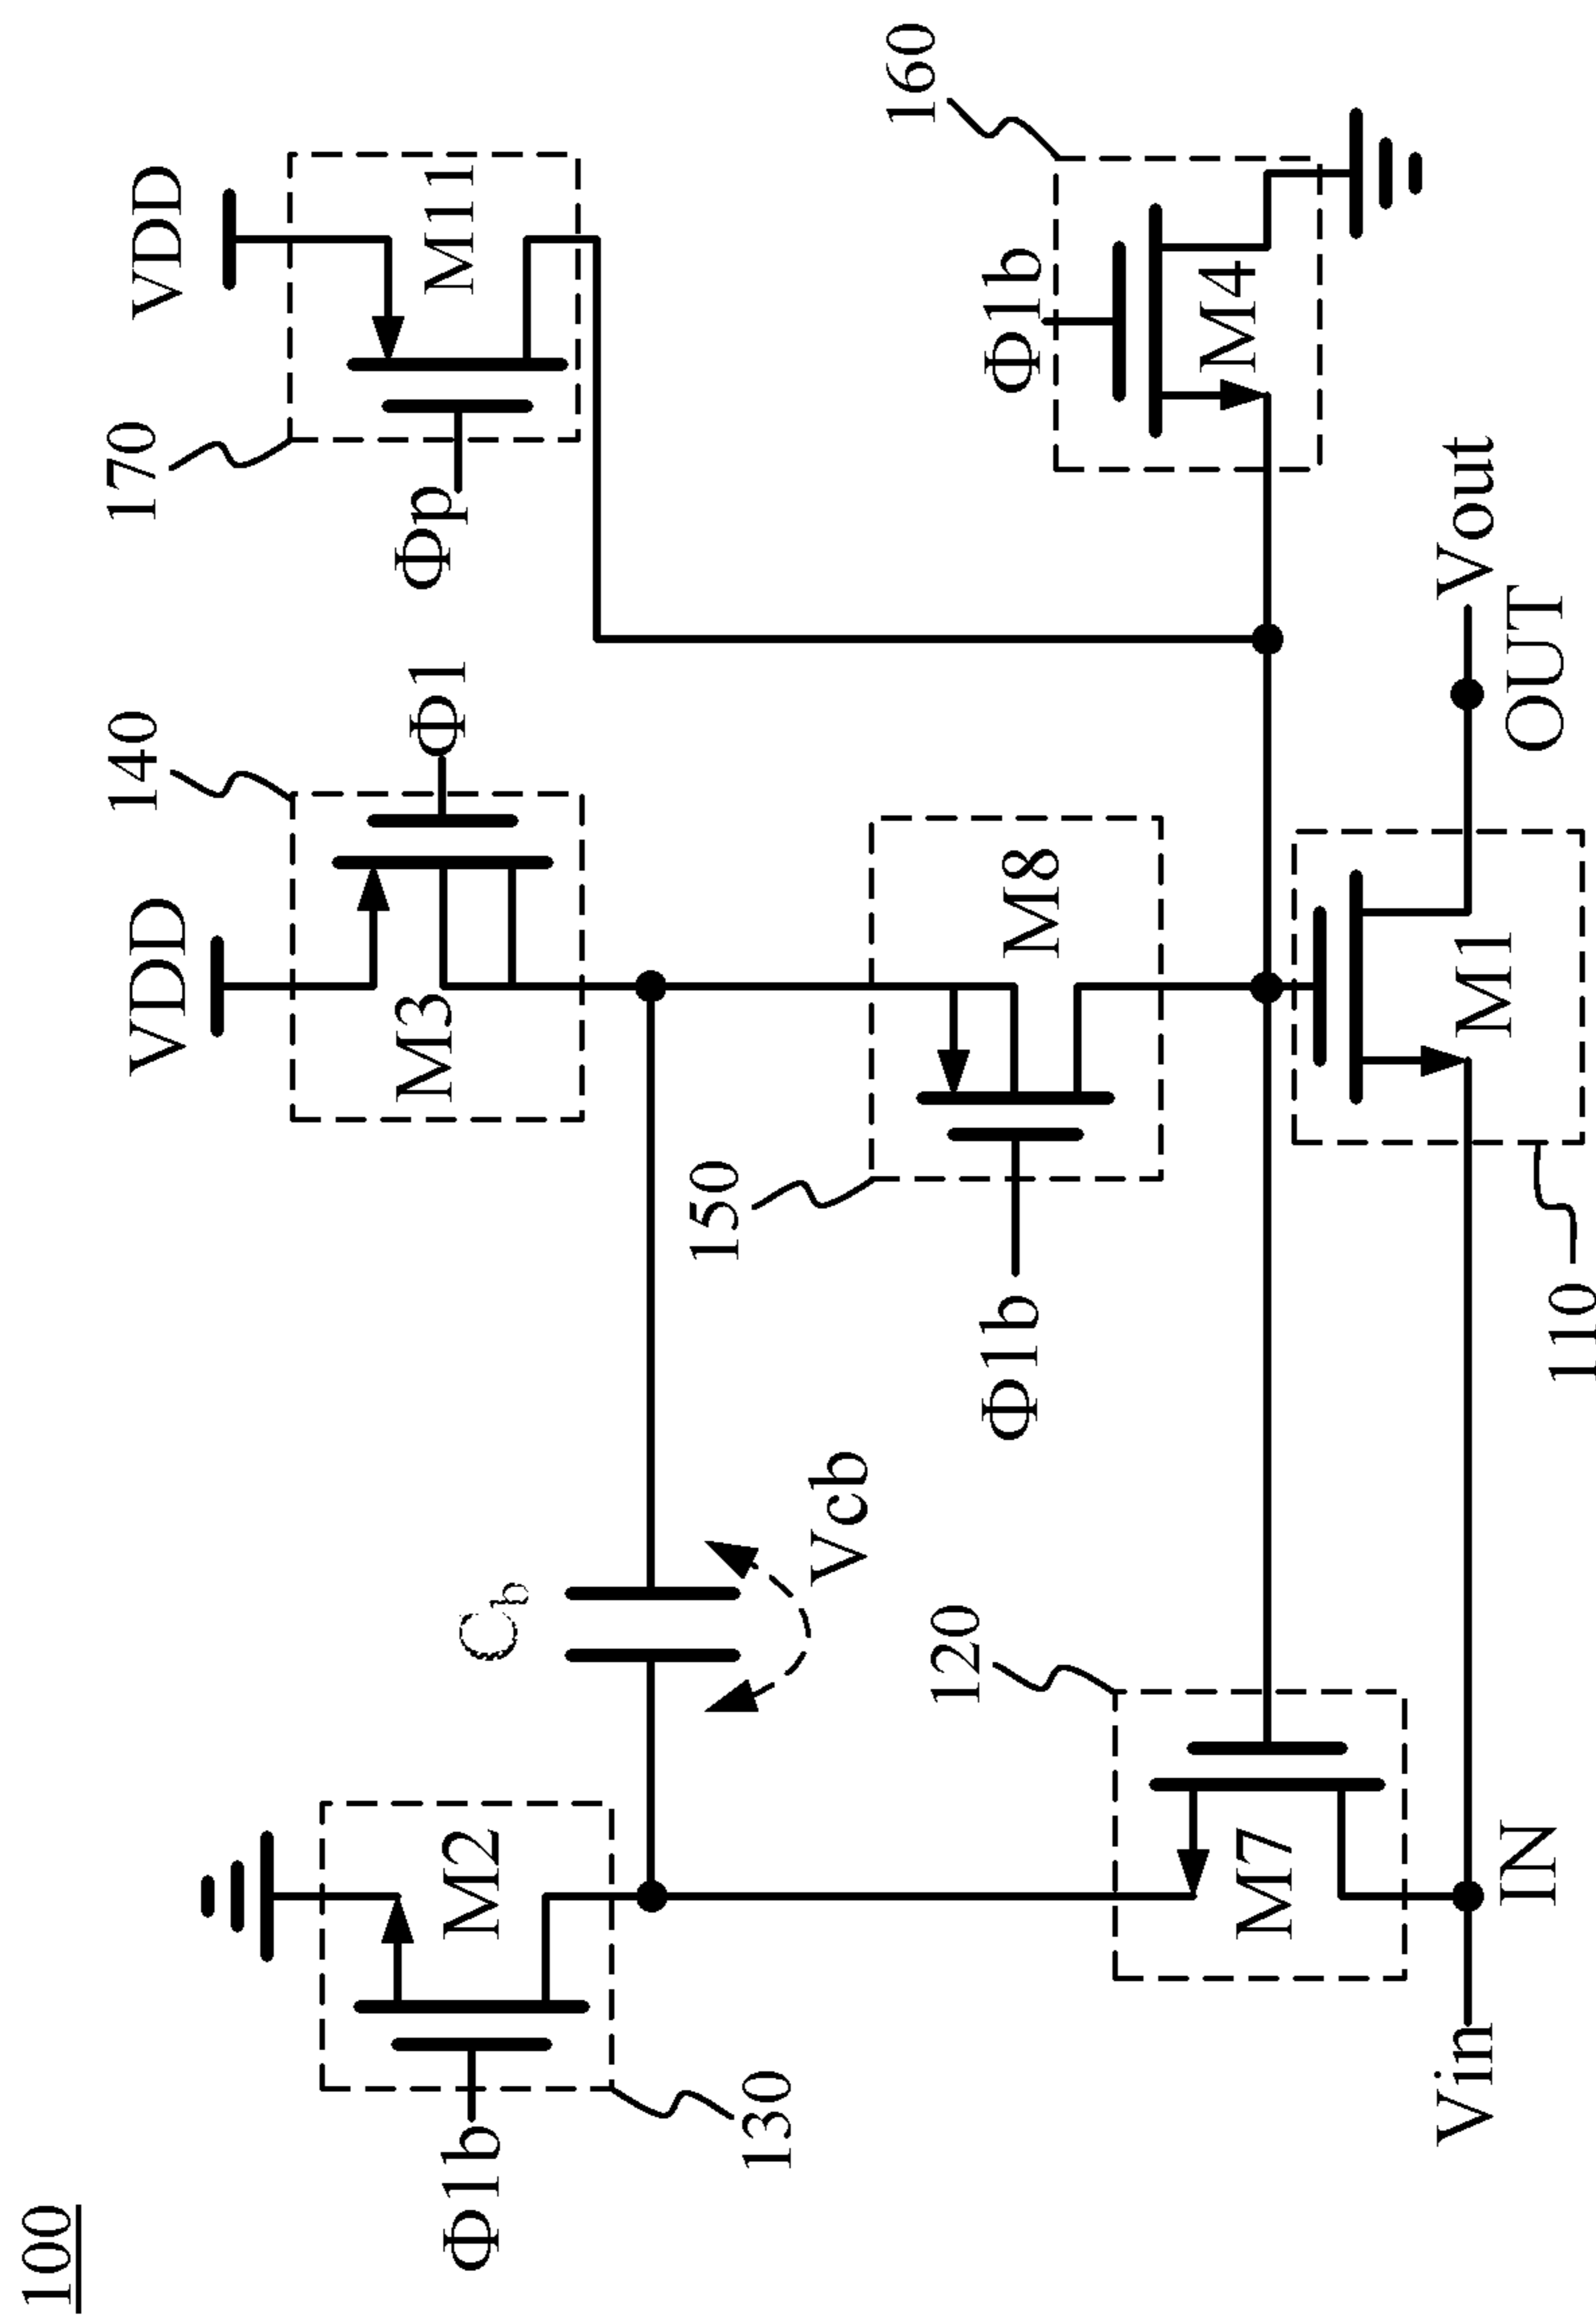 100
VDD
VDD
140
170
Φ1b
M2
130
Cb
Vcb
M3
Φ1
Φp
M11
150
Φ1b
M8
160
Φ1b
M4
120
M7
M1
Vin
IN
110
OUT
Vout